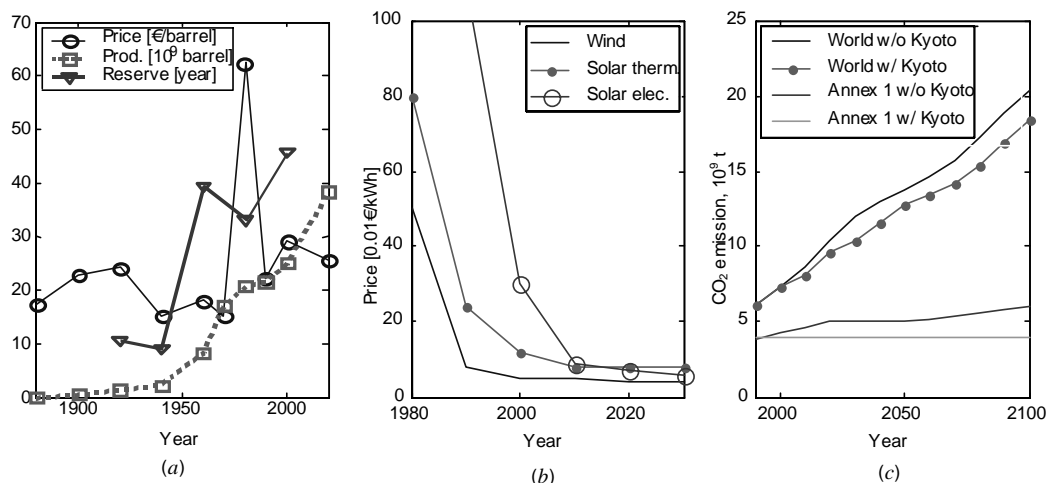 70
60
50
40
30
20
10
0
Price [€/barrel]
Prod. [10⁹ barrel]
Reserve [year]
1900
1950
2000
Year
(a)
Price [0.01€/kWh]
100
80
60
40
20
0
Wind
Solar therm.
Solar elec.
1980
2000
2020
Year
(b)
CO₂ emission, 10⁹ t
25
20
15
10
5
0
World w/o Kyoto
World w/ Kyoto
Annex 1 w/o Kyoto
Annex 1 w/ Kyoto
2000
2050
2100
Year
(c)